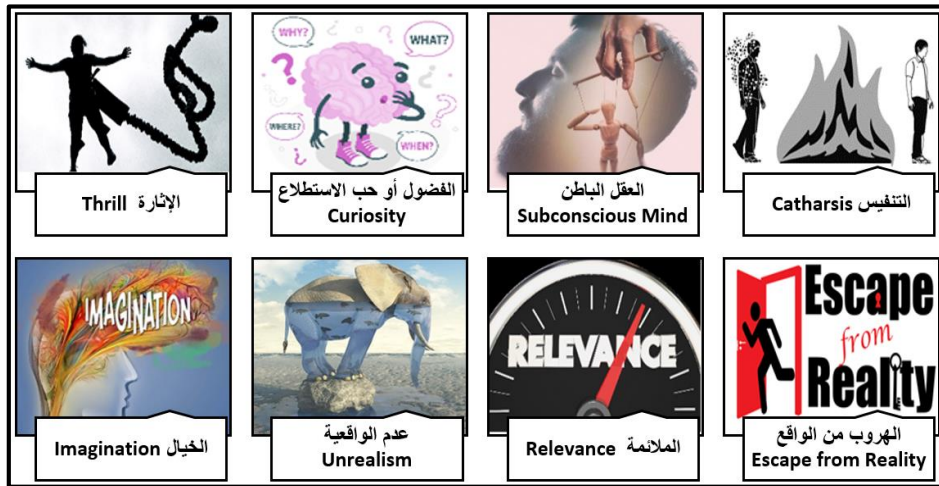 WHY?
WHAT?
WHERE?
WHEN?
Thrill الإثارة
الفضول أو حب الاستطلاع
Curiosity
العقل الباطن
Subconscious Mind
Catharsis التنفيس
IMAGINATION
RELEVANCE
Escape
from
Reality
Imagination الخيال
عدم الواقعية
Unrealism
Relevance الملائمة
الهروب من الواقع
Escape from Reality